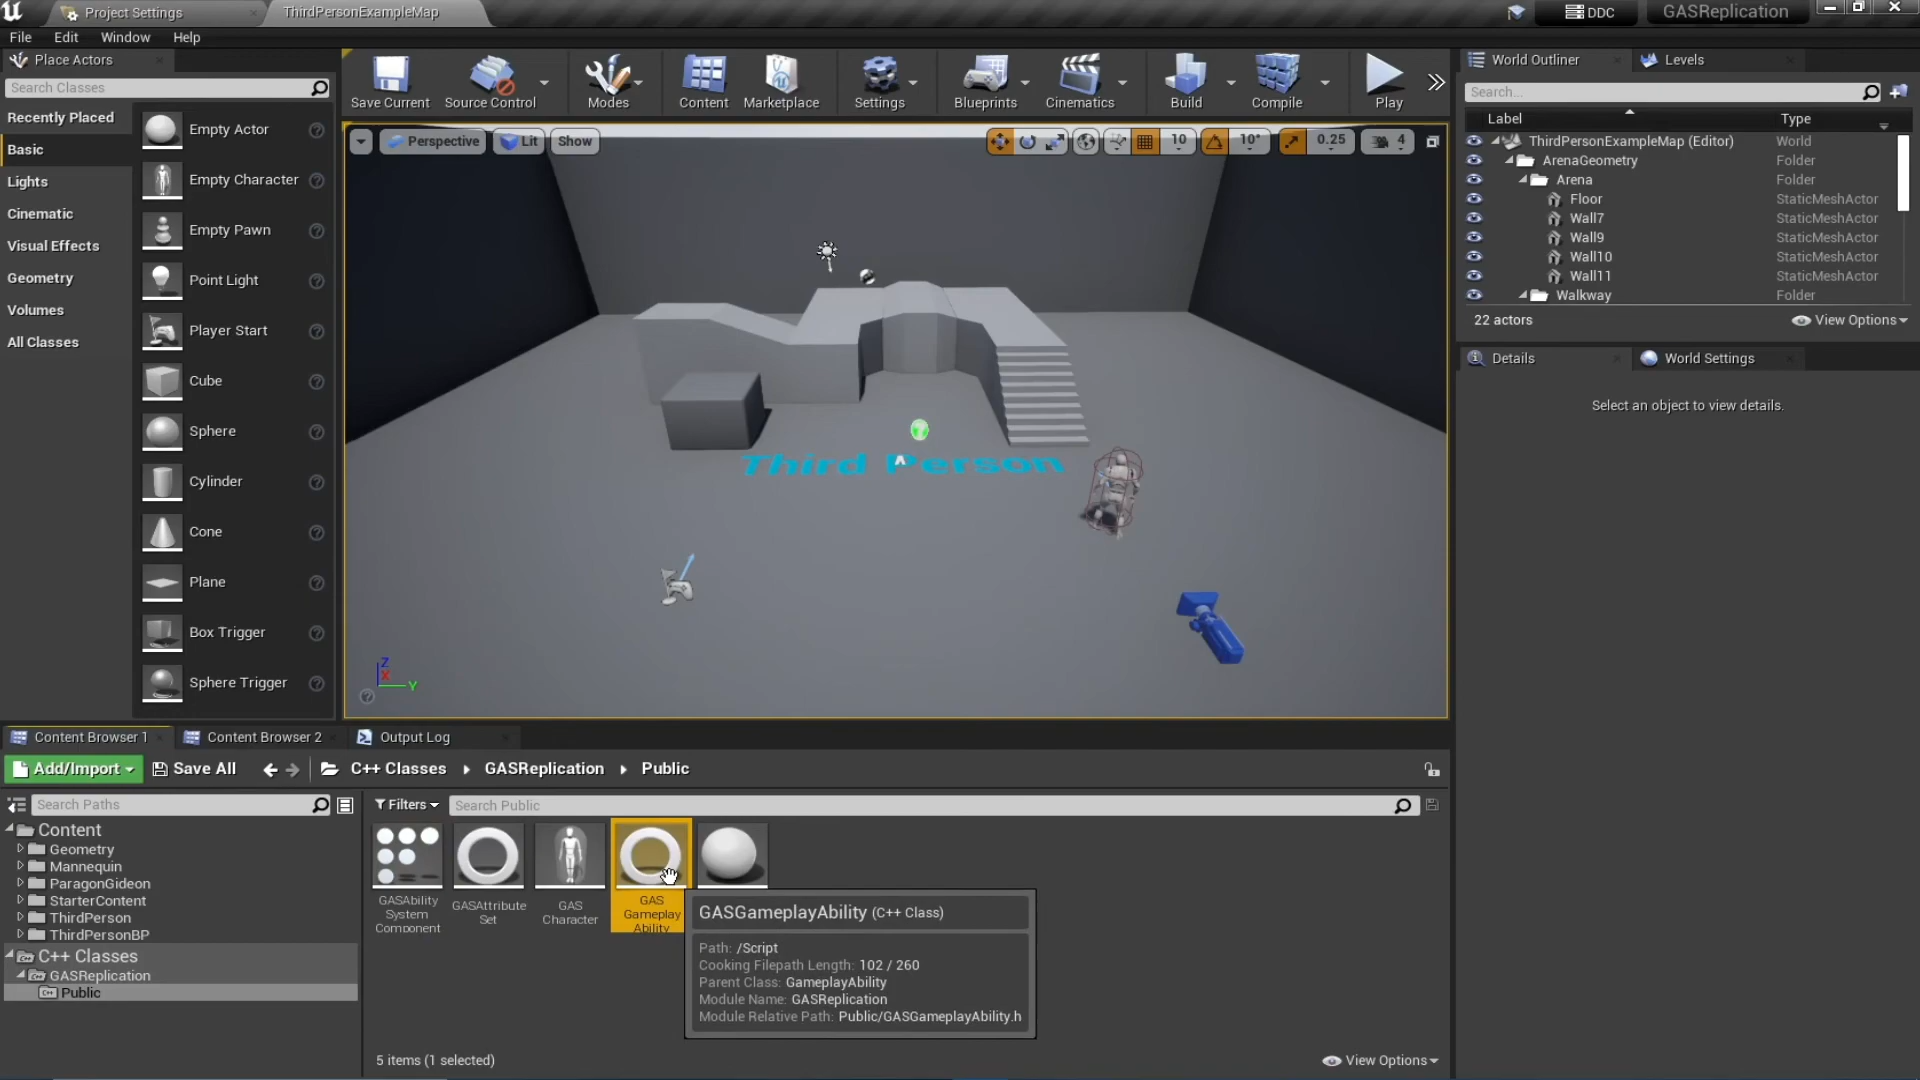 Project Settings
ThirdPersonExampleMap
DDC
GASReplication
File Edit Window Help
Place Actors
Search Classes
Recently Placed
Basic
Lights
Cinematic
Visual Effects
Geometry
Volumes
All Classes
Empty Actor
Empty Character
Empty Pawn
Point Light
Player Start
Cube
Sphere
Cylinder
Cone
Plane
Box Trigger
Sphere Trigger
Save Current
Source Control
Modes
Content
Marketplace
Settings
Blueprints
Cinematics
Build
Compile
Play
Perspective
Lit
Show
10
10°
0.25
4
Third Person
Z
X
Y
World Outliner
Levels
Search...
Label Type
ThirdPersonExampleMap (Editor) World
ArenaGeometry Folder
Arena Folder
Floor StaticMeshActor
Wall7 StaticMeshActor
Wall9 StaticMeshActor
Wall10 StaticMeshActor
Wall11 StaticMeshActor
Walkway Folder
22 actors
View Options
Details
World Settings
Select an object to view details.
Content Browser 1
Content Browser 2
Output Log
Add/Import
Save All
C++ Classes
GASReplication
Public
Search Paths
Filters
Search Public
Content
Geometry
Mannequin
ParagonGideon
StarterContent
ThirdPerson
ThirdPersonBP
C++ Classes
GASReplication
Public
GASAbility
System
Component
GASAttribute
Set
GAS
Character
GAS
Gameplay
Ability
GASGameplayAbility (C++ Class)
Path: /Script
Cooking Filepath Length: 102 / 260
Parent Class: GameplayAbility
Module Name: GASReplication
Module Relative Path: Public/GASGameplayAbility.h
5 items (1 selected)
View Options